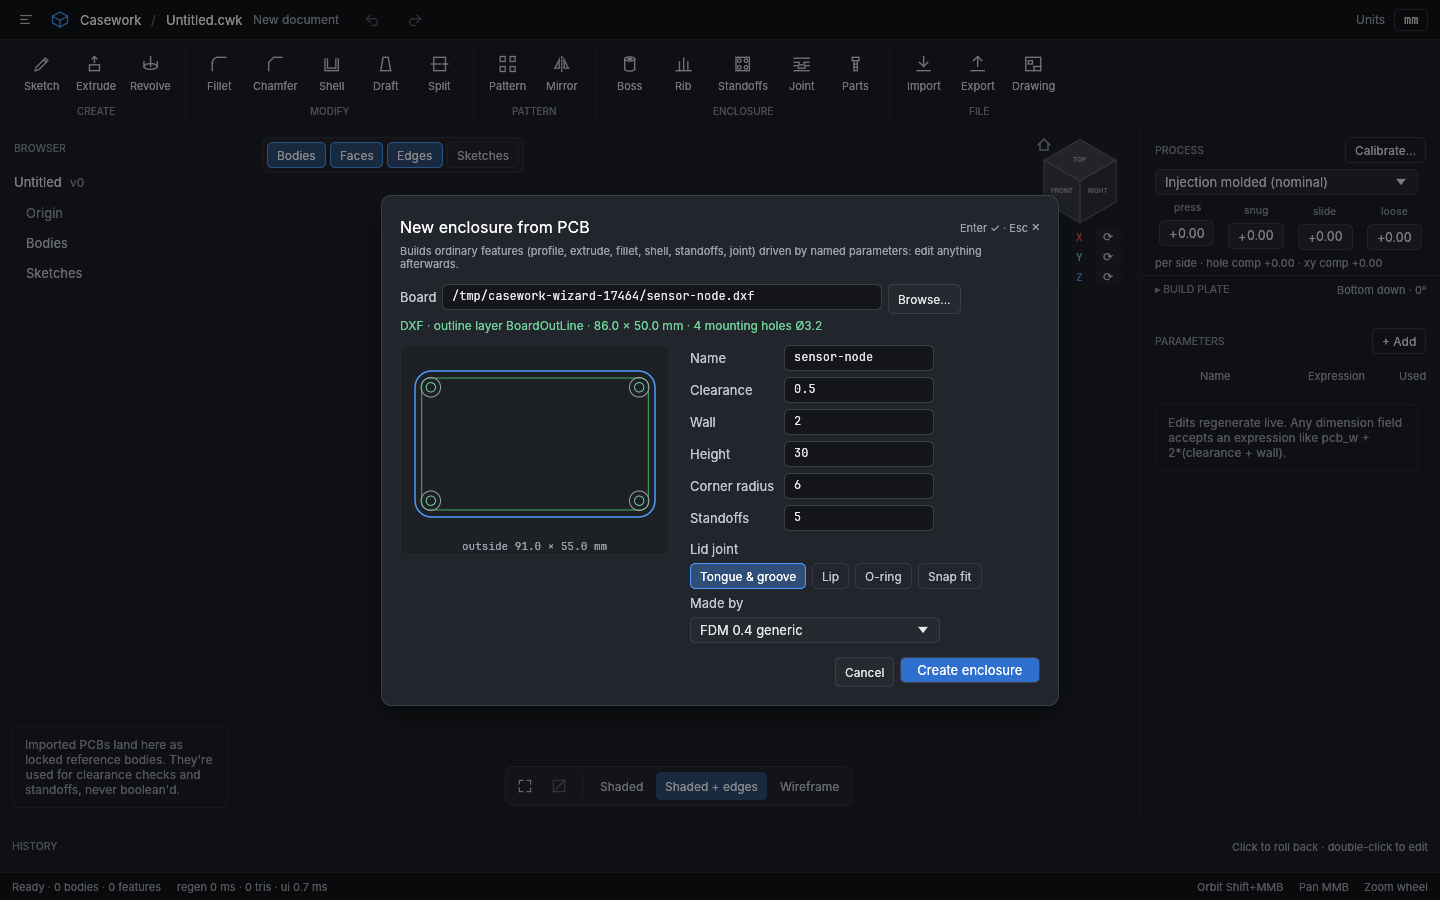 Casework / Untitled.cwk New document Units mm
Sketch Extrude Revolve Fillet Chamfer Shell Draft Split Pattern Mirror Boss Rib Standoffs Joint Parts Import Export Drawing
CREATE MODIFY PATTERN ENCLOSURE FILE
BROWSER
Untitled v0
Origin
Bodies
Sketches
Imported PCBs land here as
locked reference bodies. They're
used for clearance checks and
standoffs, never boolean'd.
Bodies Faces Edges Sketches
TOP
FRONT RIGHT
X
Y
Z
New enclosure from PCB Enter ✓ · Esc ×
Builds ordinary features (profile, extrude, fillet, shell, standoffs, joint) driven by named parameters: edit anything
afterwards.
Board /tmp/casework-wizard-17464/sensor-node.dxf Browse...
DXF · outline layer BoardOutLine · 86.0 × 50.0 mm · 4 mounting holes Ø3.2
outside 91.0 × 55.0 mm
Name sensor-node
Clearance 0.5
Wall 2
Height 30
Corner radius 6
Standoffs 5
Lid joint
Tongue & groove Lip O-ring Snap fit
Made by
FDM 0.4 generic
Cancel Create enclosure
Shaded Shaded + edges Wireframe
PROCESS Calibrate...
Injection molded (nominal)
press snug slide loose
+0.00 +0.00 +0.00 +0.00
per side · hole comp +0.00 · xy comp +0.00
▸ BUILD PLATE Bottom down · 0°
PARAMETERS + Add
Name Expression Used
Edits regenerate live. Any dimension field
accepts an expression like pcb_w +
2*(clearance + wall).
HISTORY Click to roll back · double-click to edit
Ready · 0 bodies · 0 features regen 0 ms · 0 tris · ui 0.7 ms Orbit Shift+MMB Pan MMB Zoom wheel